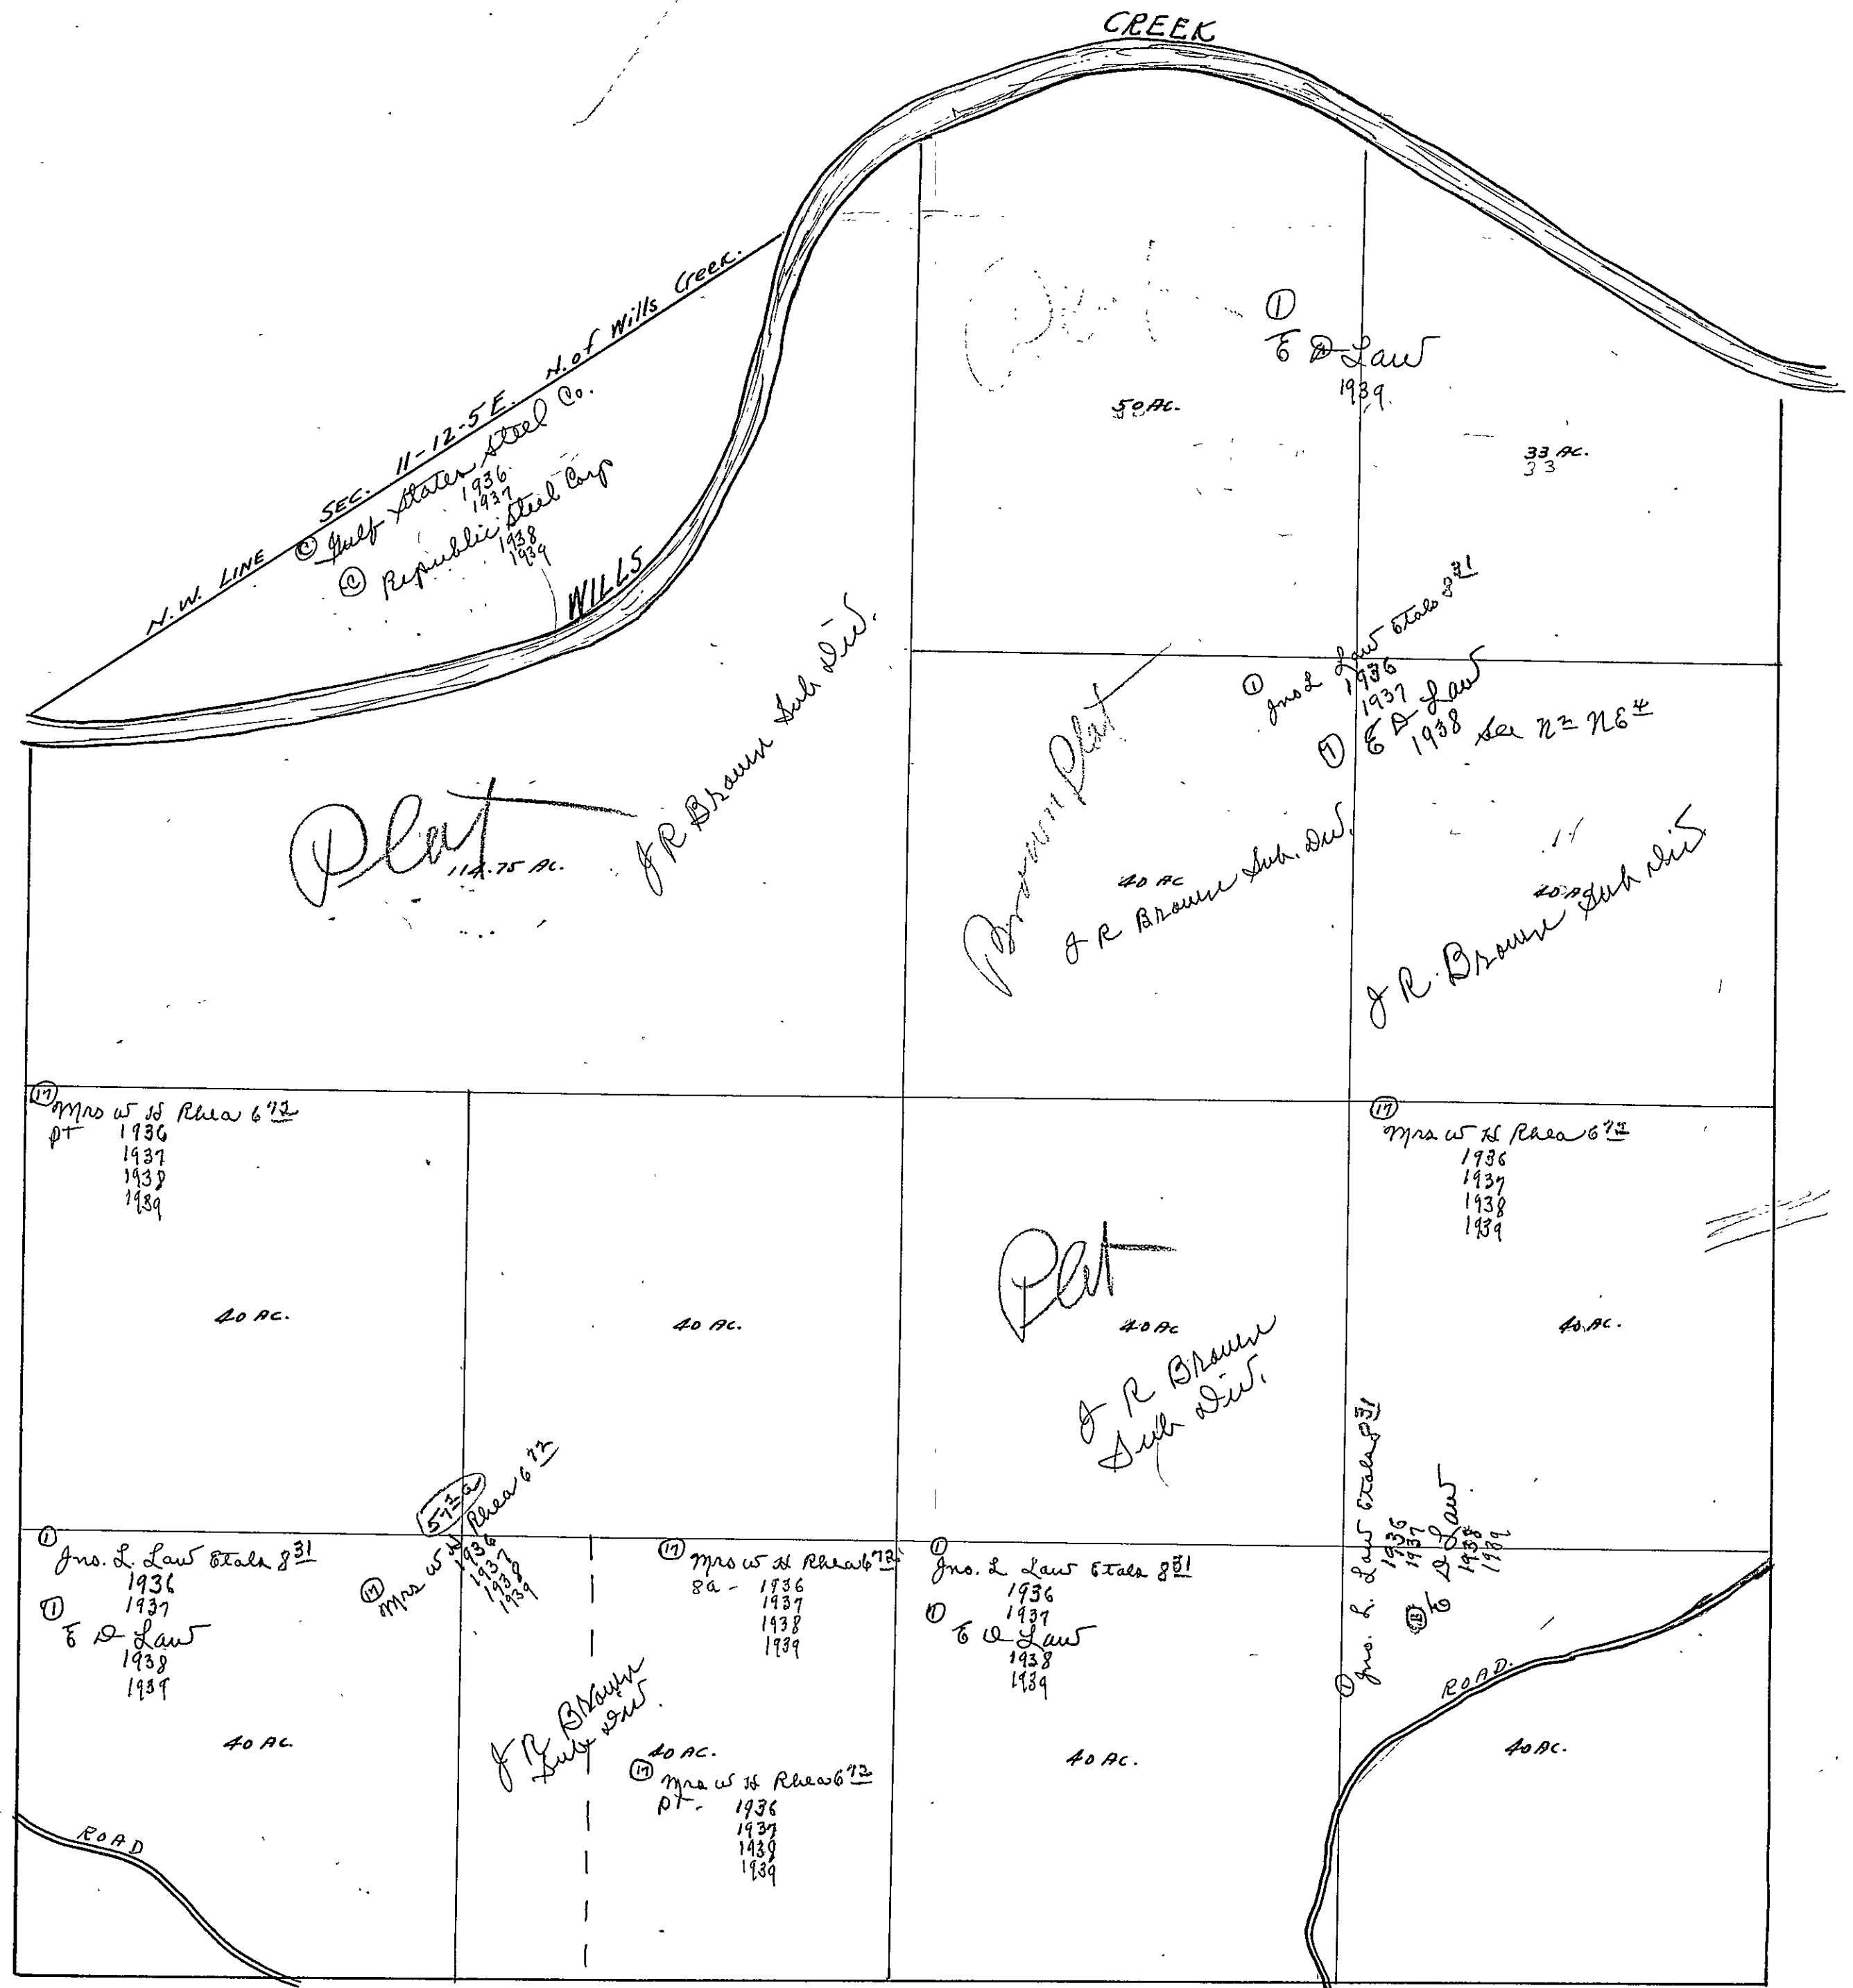 CREEK
N.W. LINE SEC. 11-12-5E. N. of Wills Creek.
Ⓒ Gulf States Steel Co.
1936
1937
Ⓒ Republic Steel Corp
1938
1939
WILLS
Plat
① 
E D Law
1939
50 AC.
33 AC.
33
① Jno L Law Etals 8 31
1936
1937
① E D Law
1938 See N2 NE4
Plat
114.75 AC.
J R Brown Sub Div.
Brown Plat
40 AC
J R Brown Sub. Div.
40 AC
J R. Brown Sub Div
⑰ Mrs W H Rhea 6 72
pt 1936
1937
1938
1939
40 AC.
40 AC.
Plat
40 AC
J R Brown
Sub Div.
⑰
Mrs W H Rhea 6 72
1936
1937
1938
1939
40 AC.
⑰ Mrs W H Rhea 6 72
1936
1937
1938
1939
①
Jno. L. Law Etals 8 31
1936
1937
①
E D Law
1938
1939
40 AC.
ROAD
J R Brown
Sub Div.
⑰ Mrs W H Rhea 6 72
8a - 1936
1937
1938
1939
40 AC.
⑰ Mrs W H Rhea 6 72
pt. - 1936
1937
1938
1939
①
Jno. L Law Etals 8 31
1936
1937
①
E D Law
1938
1939
40 AC.
① Jno. L. Law Etals 8 31
1936
1937
E D Law
1938
1939
ROAD.
40 AC.